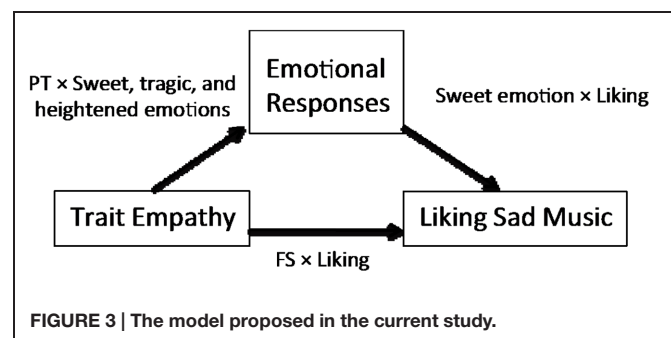 PT × Sweet, tragic, and
heightened emotions
Emotional
Responses
Sweet emotion × Liking
Trait Empathy
Liking Sad Music
FS × Liking
FIGURE 3 | The model proposed in the current study.